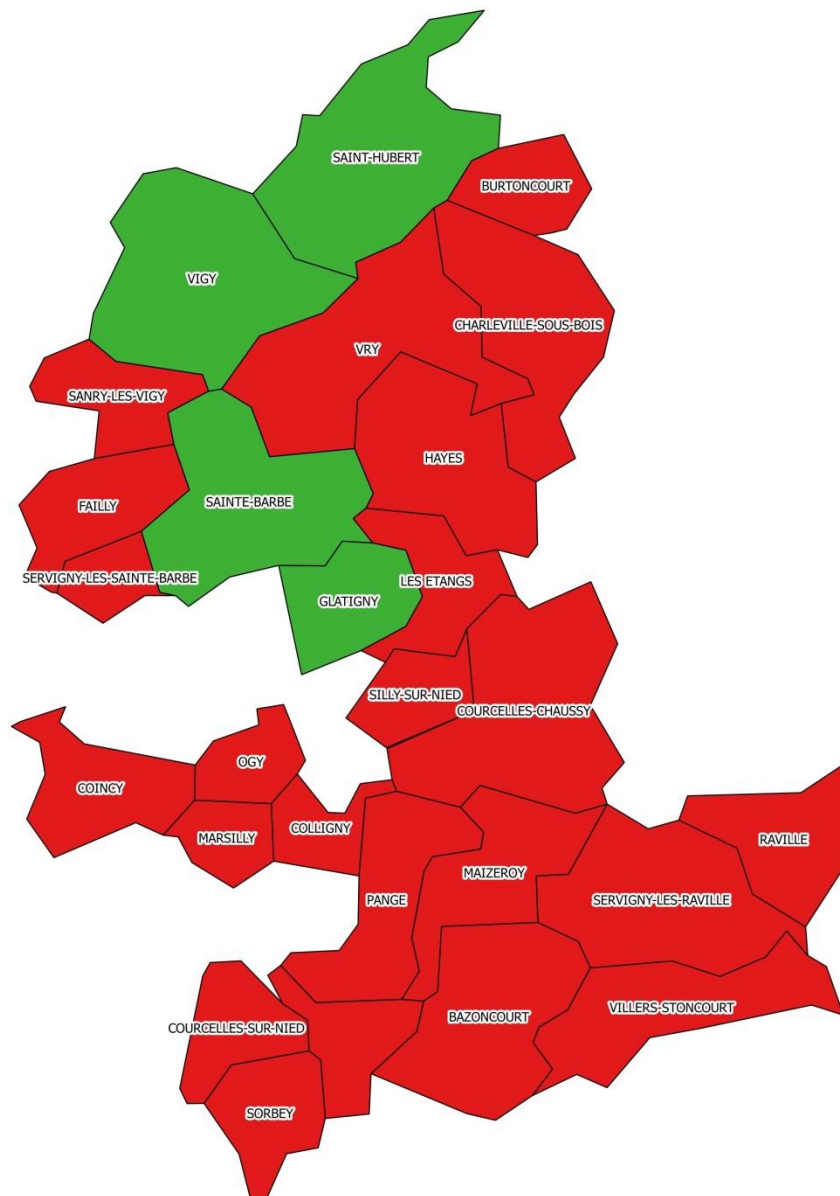 SAINT-HUBERT
BURTONCOURT
VIGY
CHARLEVILLE-SOUS-BOIS
VRY
SANRY-LES-VIGY
HAYES
SAINTE-BARBE
FAILLY
SERVIGNY-LES-SAINTE-BARBE
LES ETANGS
GLATIGNY
SILLY-SUR-NIED
COURCELLES-CHAUSSY
OGY
COINCY
COLLIGNY
MARSILLY
RAVILLE
MAIZEROY
PANGE
SERVIGNY-LES-RAVILLE
VILLERS-STONCOURT
BAZONCOURT
COURCELLES-SUR-NIED
SORBEY